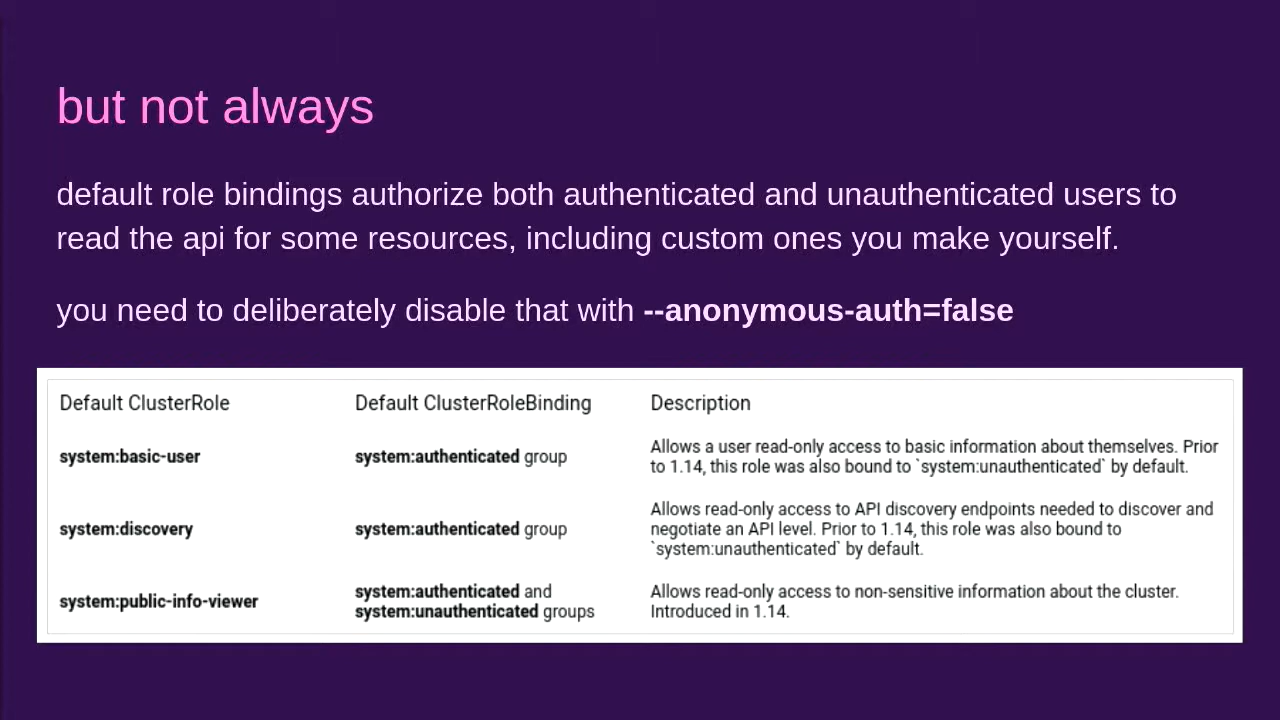 but not always
default role bindings authorize both authenticated and unauthenticated users to
read the api for some resources, including custom ones you make yourself.
you need to deliberately disable that with --anonymous-auth=false
Default ClusterRole Default ClusterRoleBinding Description
system:basic-user system:authenticated group Allows a user read-only access to basic information about themselves. Prior
to 1.14, this role was also bound to `system:unauthenticated` by default.
Allows read-only access to API discovery endpoints needed to discover and
system:discovery system:authenticated group negotiate an API level. Prior to 1.14, this role was also bound to
`system:unauthenticated` by default.
system:public-info-viewer system:authenticated and Allows read-only access to non-sensitive information about the cluster.
system:unauthenticated groups Introduced in 1.14.